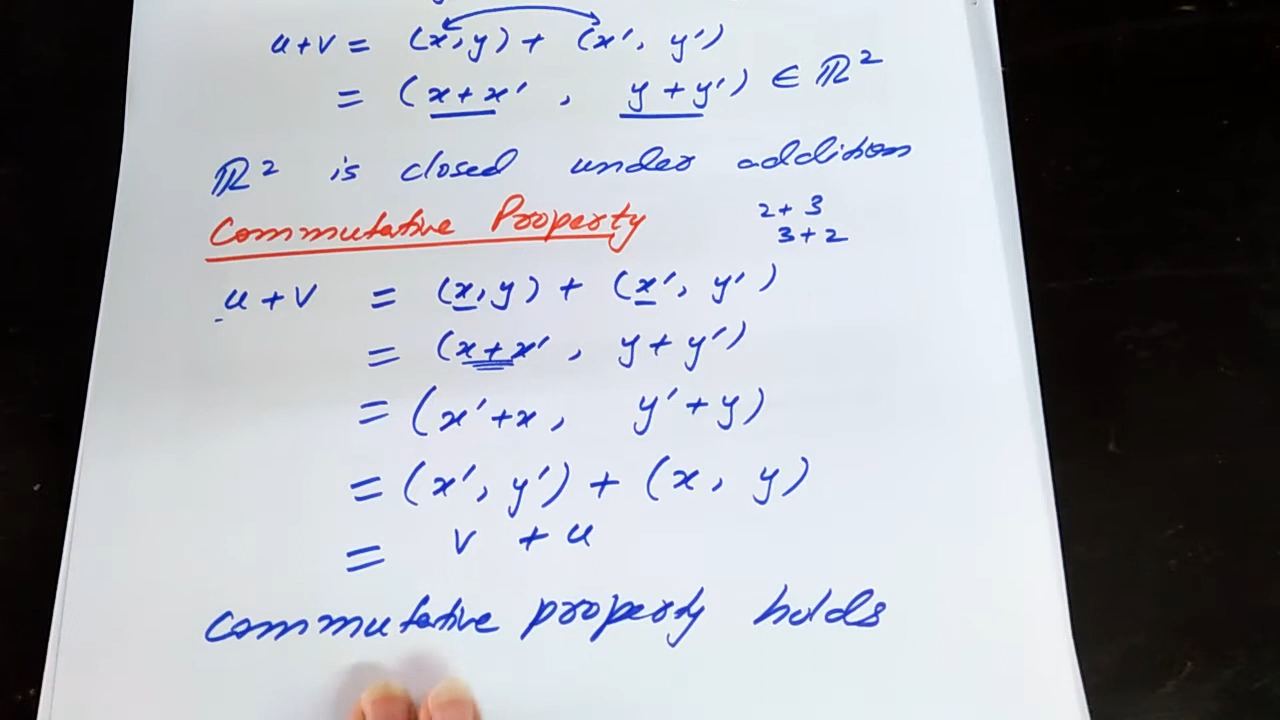 u+v = (x,y) + (x', y')
= (x+x', y+y') ∈ ℝ²
ℝ² is closed under addition
Commutative Property
2+3
3+2
u+v = (x,y) + (x', y')
= (x+x', y+y')
= (x'+x, y'+y)
= (x', y') + (x, y)
= v + u
commutative property holds